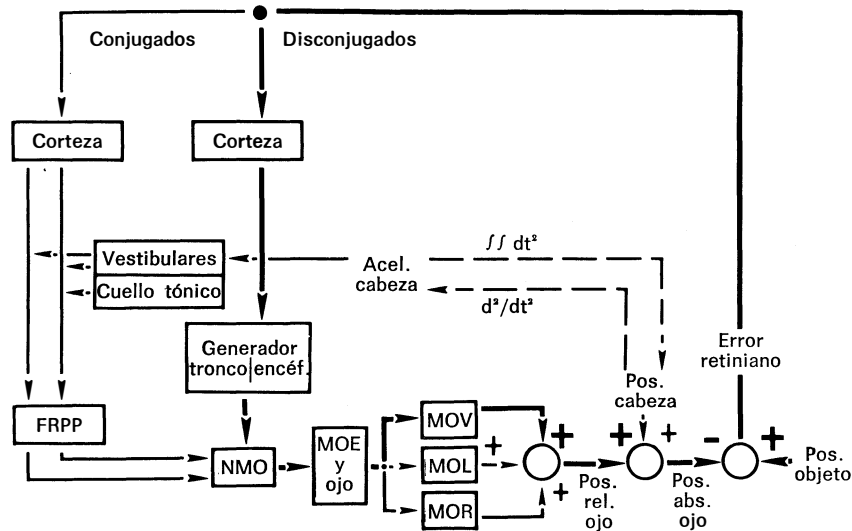 Conjugados
Disconjugados
Corteza
Corteza
Vestibulares
Cuello tónico
∫∫ dt²
Acel.
cabeza
d²/dt²
Generador
tronco encéf.
Error
retiniano
Pos.
cabeza
FRPP
NMO
MOE
y
ojo
MOV
MOL
MOR
+
+
+
+
+
-
+
Pos.
rel.
ojo
Pos.
abs.
ojo
Pos.
objeto